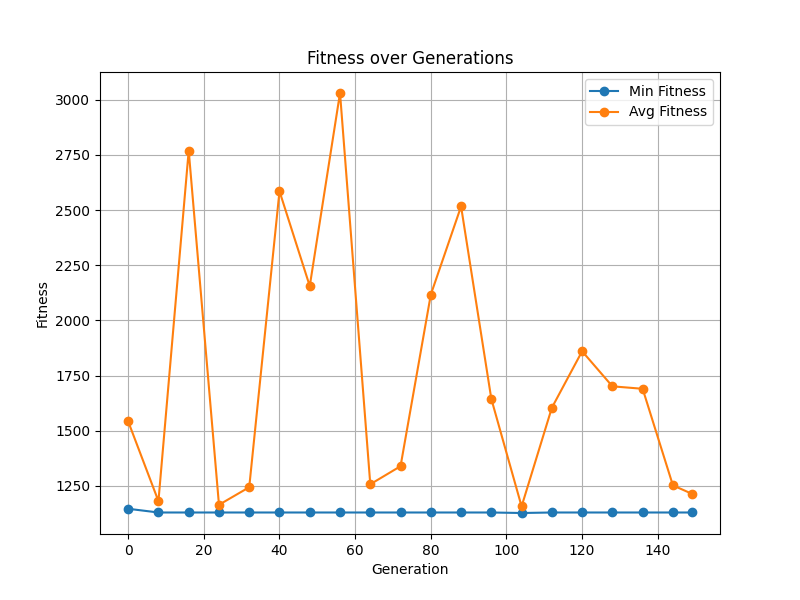 Fitness over Generations
Min Fitness
Avg Fitness
3000
2750
2500
2250
2000
1750
1500
1250
Fitness
0 20 40 60 80 100 120 140
Generation